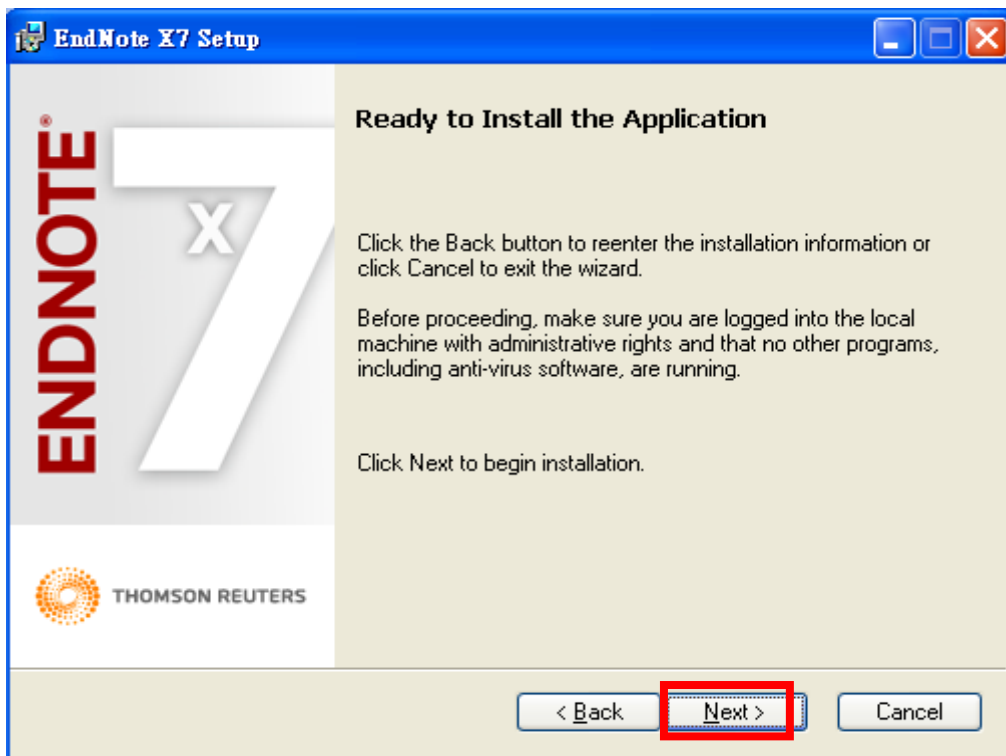 EndNote X7 Setup
ENDNOTE®
X7
Ready to Install the Application
Click the Back button to reenter the installation information or
click Cancel to exit the wizard.
Before proceeding, make sure you are logged into the local
machine with administrative rights and that no other programs,
including anti-virus software, are running.
Click Next to begin installation.
THOMSON REUTERS
< Back
Next >
Cancel